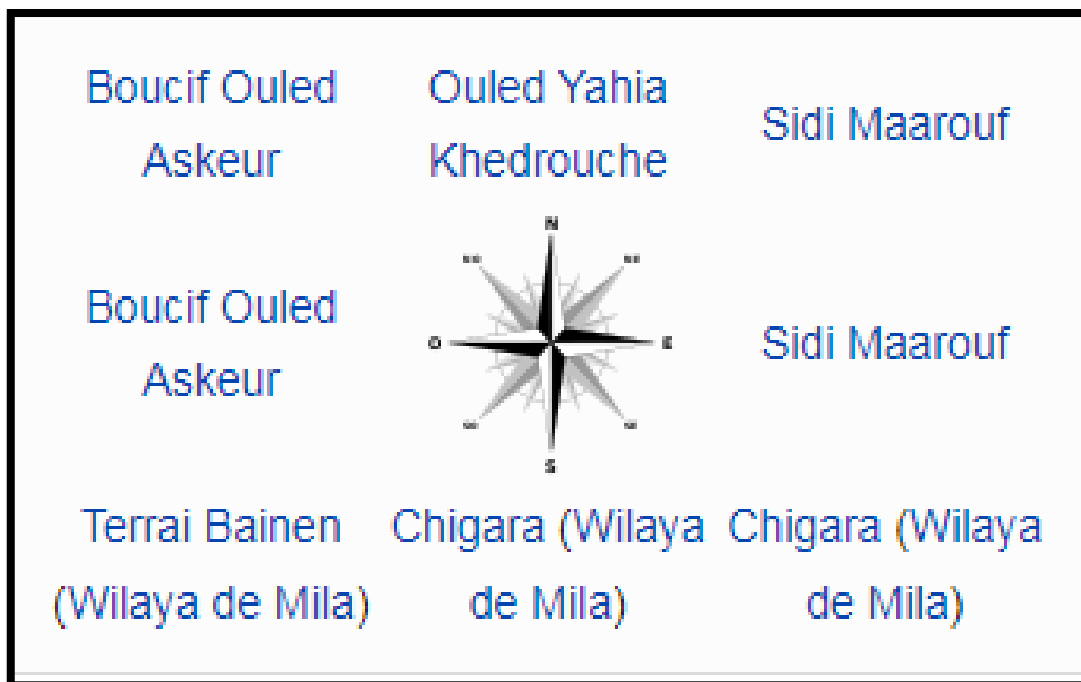 Boucif Ouled
Askeur
Ouled Yahia
Khedrouche
Sidi Maarouf
N
Boucif Ouled
Askeur
O
E
Sidi Maarouf
S
Terrai Bainen
(Wilaya de Mila)
Chigara (Wilaya
de Mila)
Chigara (Wilaya
de Mila)